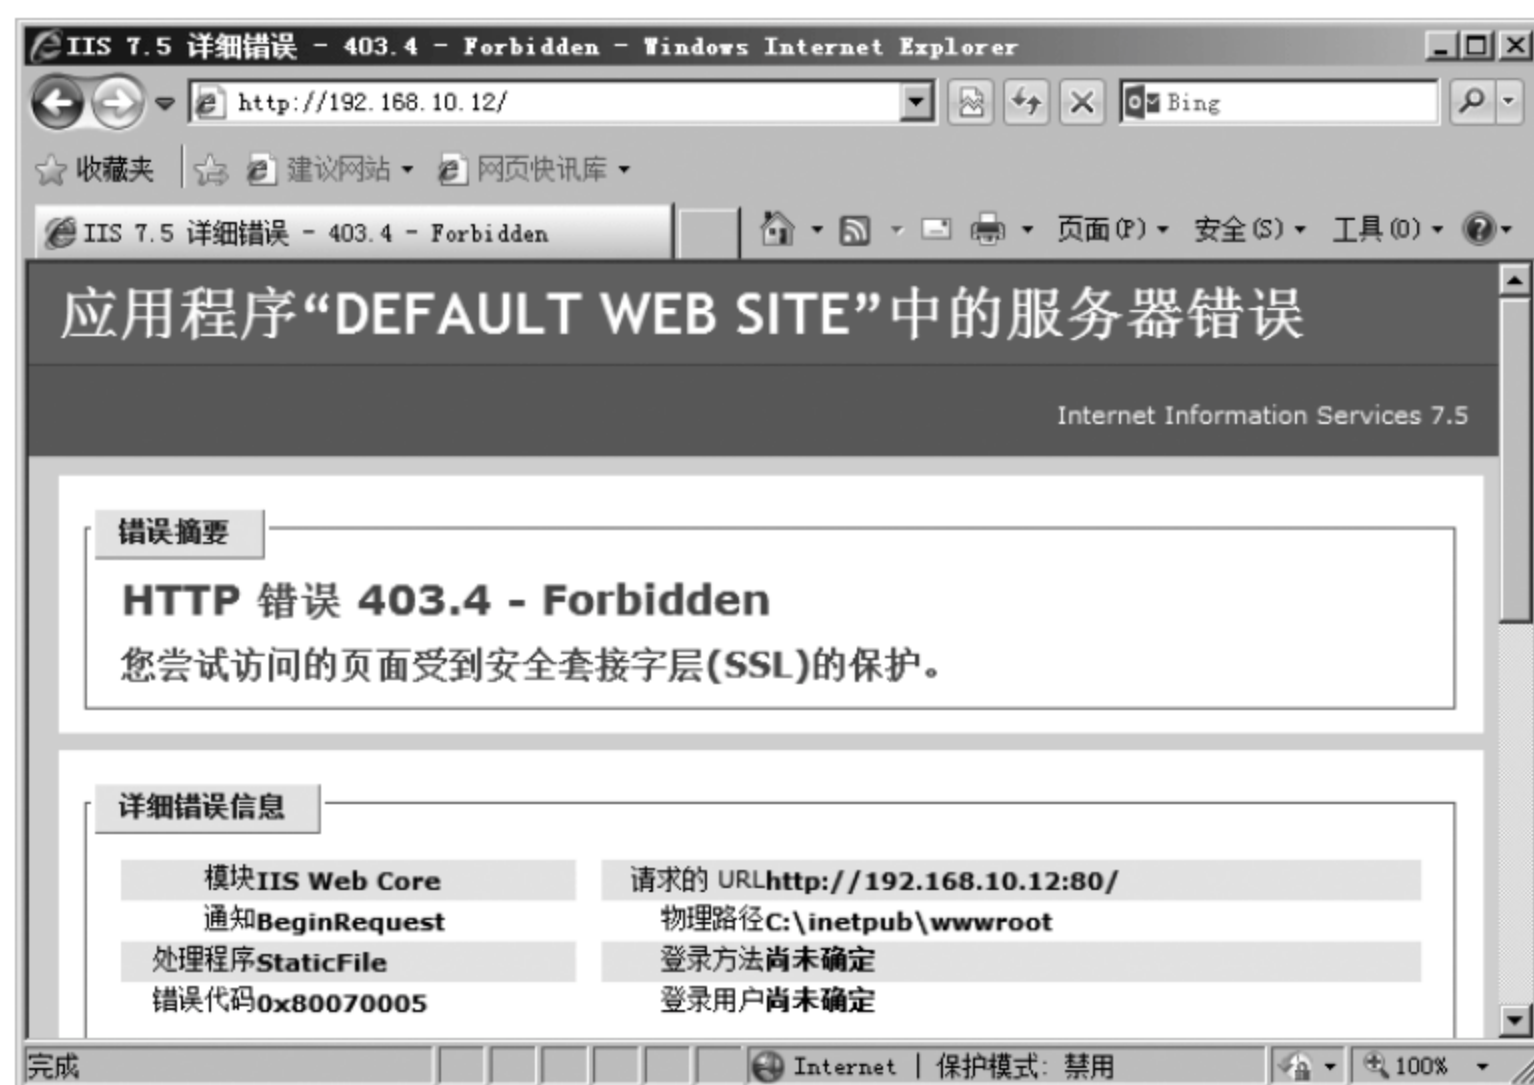 IIS 7.5 详细错误 - 403.4 - Forbidden - Windows Internet Explorer
http://192.168.10.12/
Bing
收藏夹 建议网站 网页快讯库
IIS 7.5 详细错误 - 403.4 - Forbidden 页面(P) 安全(S) 工具(O)
应用程序“DEFAULT WEB SITE”中的服务器错误
Internet Information Services 7.5
错误摘要
HTTP 错误 403.4 - Forbidden
您尝试访问的页面受到安全套接字层(SSL)的保护。
详细错误信息
模块IIS Web Core 请求的 URLhttp://192.168.10.12:80/
通知BeginRequest 物理路径C:\inetpub\wwwroot
处理程序StaticFile 登录方法尚未确定
错误代码0x80070005 登录用户尚未确定
完成 Internet | 保护模式: 禁用 100%